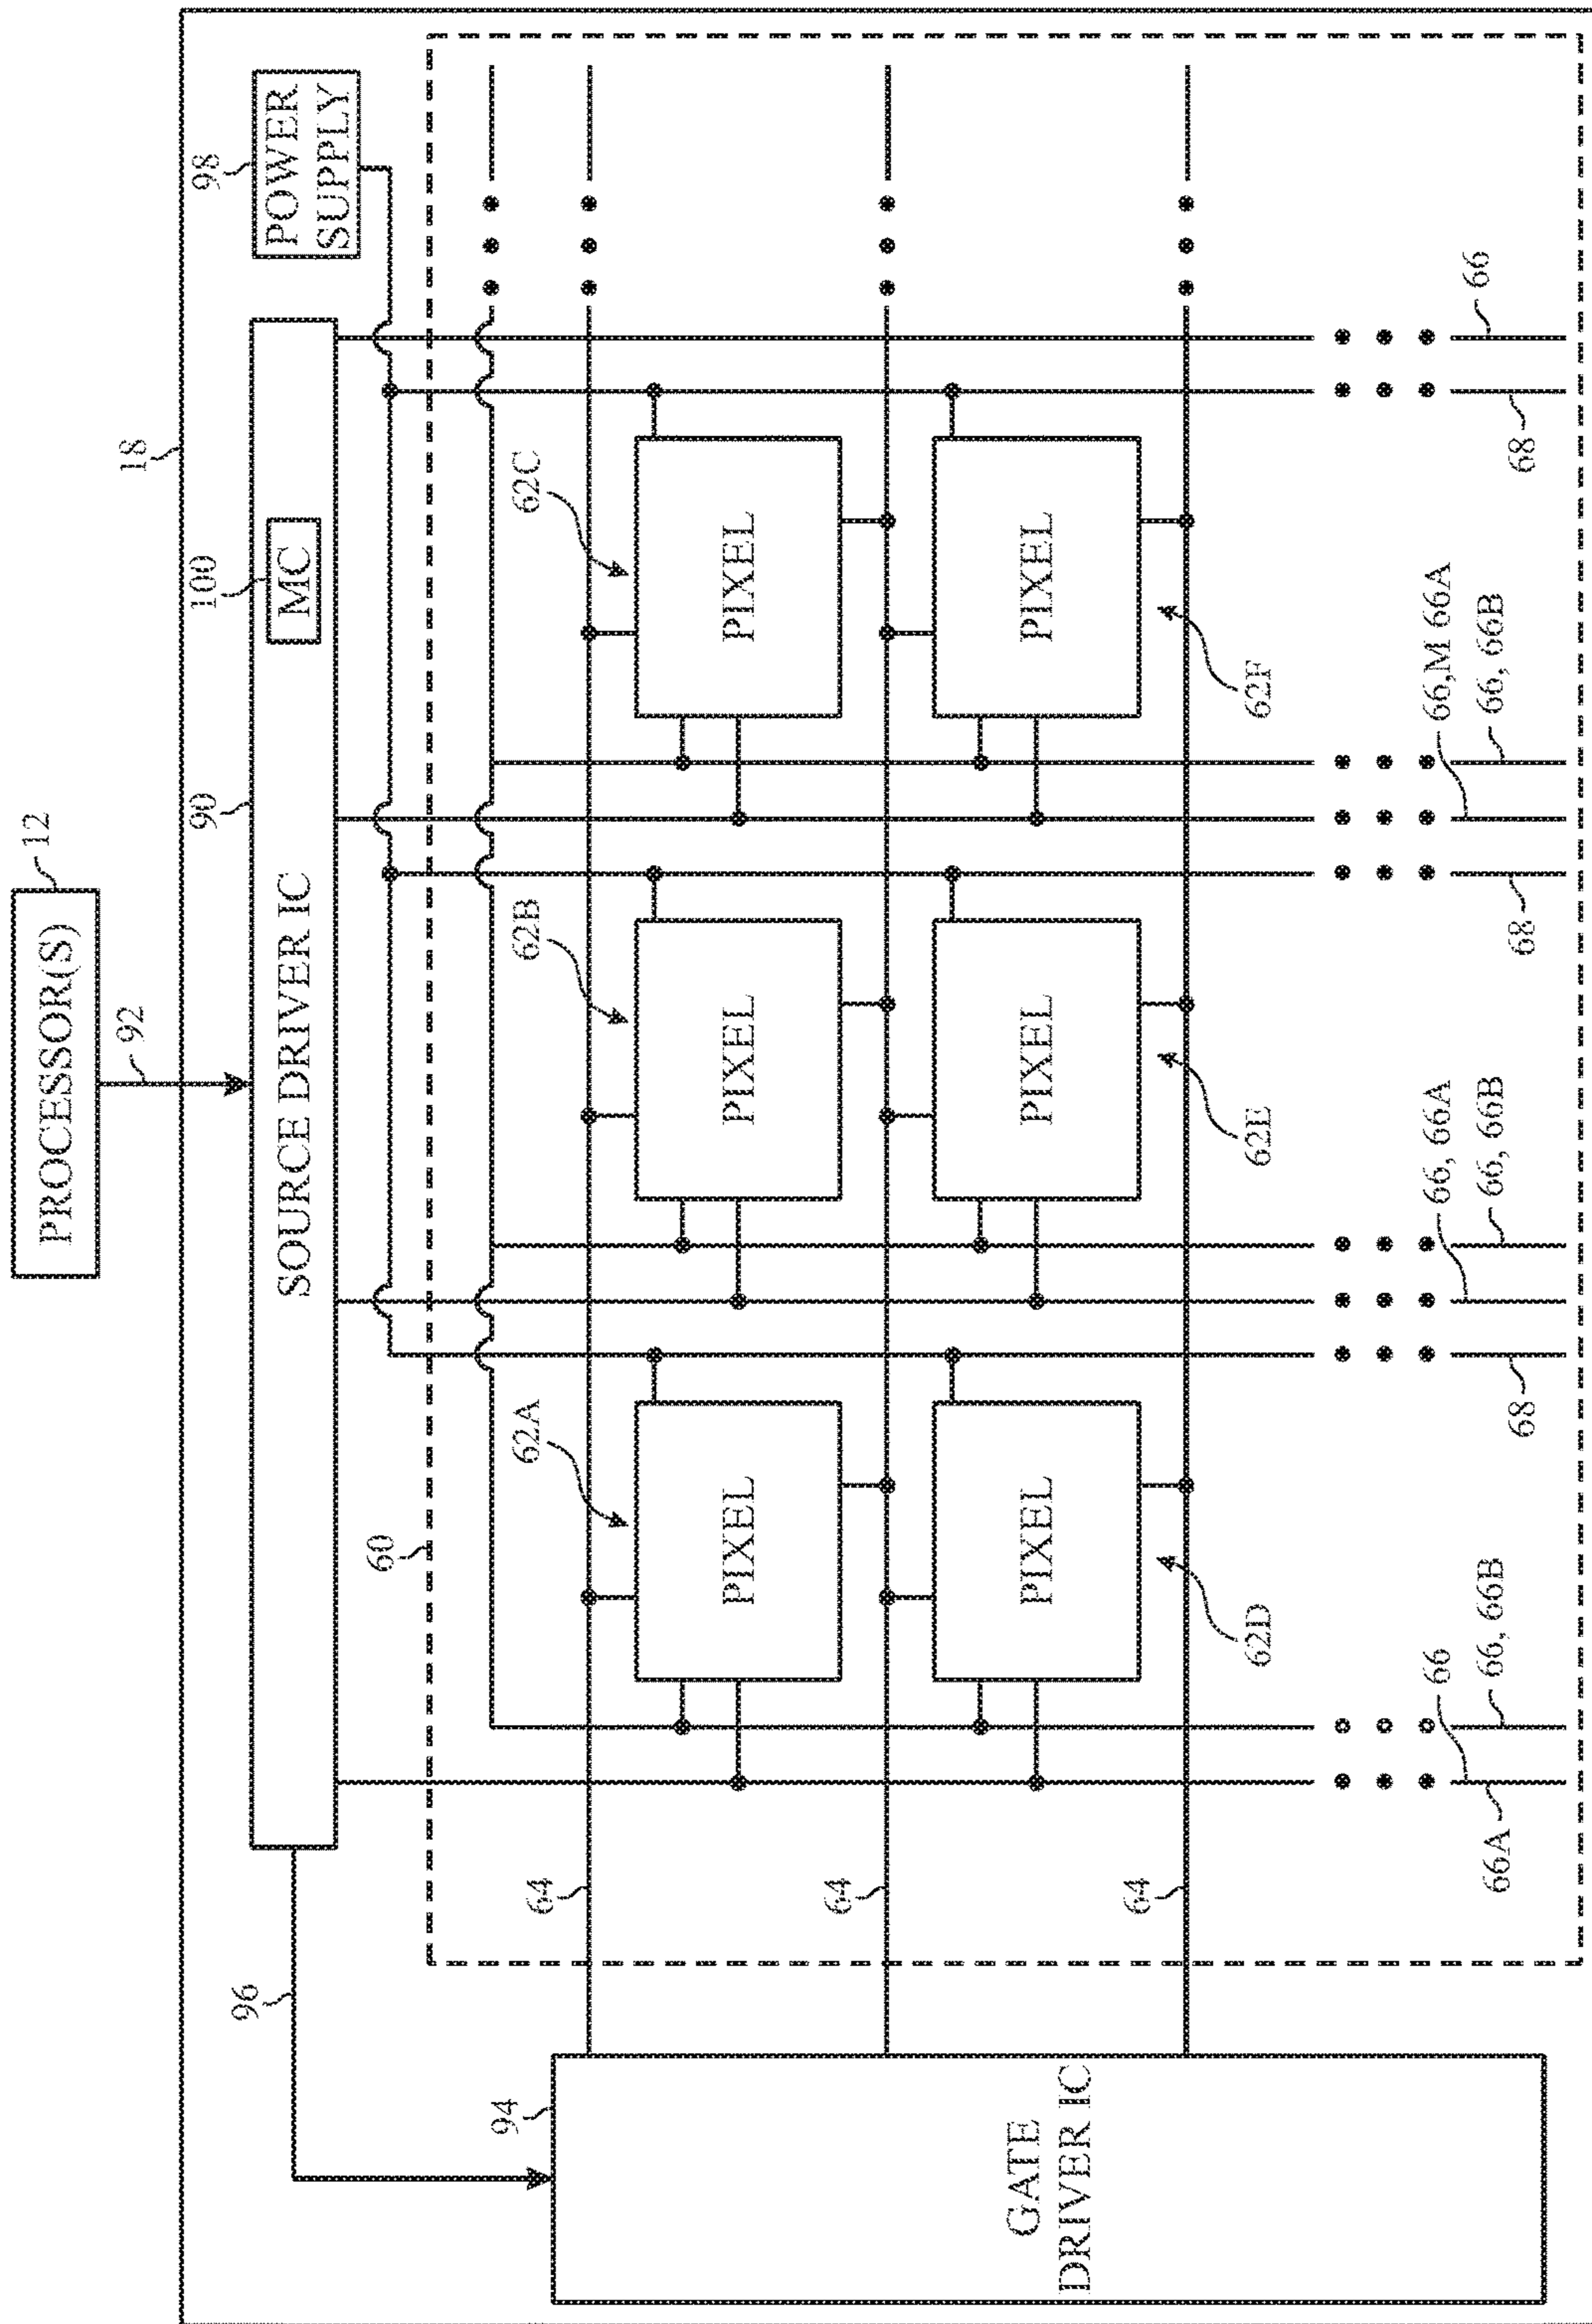 PROCESSOR(S)
12
92
18
90
100
98
96
SOURCE DRIVER IC
MC
POWER
SUPPLY
60
94
62A
62B
62C
64
PIXEL
PIXEL
PIXEL
64
GATE
DRIVER IC
PIXEL
PIXEL
PIXEL
64
62D
62E
62F
66
66, 66A
66,M 66A
66
66A
66, 66B
66, 66B
66, 66B
68
68
68